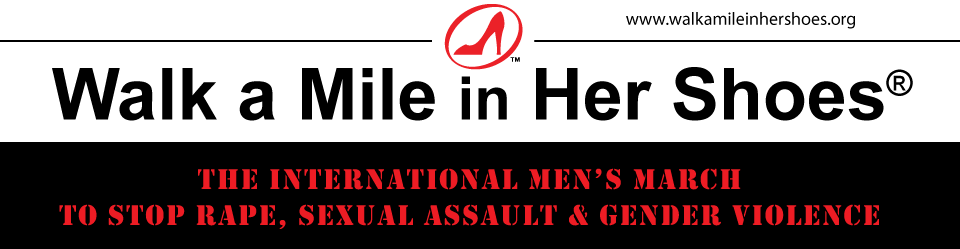 www.walkamileinhershoes.org
™
Walk a Mile in Her Shoes®
THE INTERNATIONAL MEN’S MARCH
TO STOP RAPE, SEXUAL ASSAULT & GENDER VIOLENCE